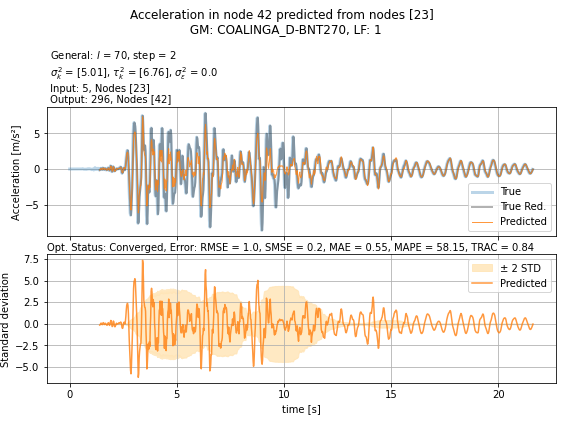 Acceleration in node 42 predicted from nodes [23]
GM: COALINGA_D-BNT270, LF: 1
General: l = 70, step = 2
σ²ₖ = [5.01], τ²ₖ = [6.76], σ²ε = 0.0
Input: 5, Nodes [23]
Output: 296, Nodes [42]
Acceleration [m/s²]
5
0
−5
True
True Red.
Predicted
Opt. Status: Converged, Error: RMSE = 1.0, SMSE = 0.2, MAE = 0.55, MAPE = 58.15, TRAC = 0.84
Standard deviation
7.5
5.0
2.5
0.0
−2.5
−5.0
± 2 STD
Predicted
0 5 10 15 20
time [s]